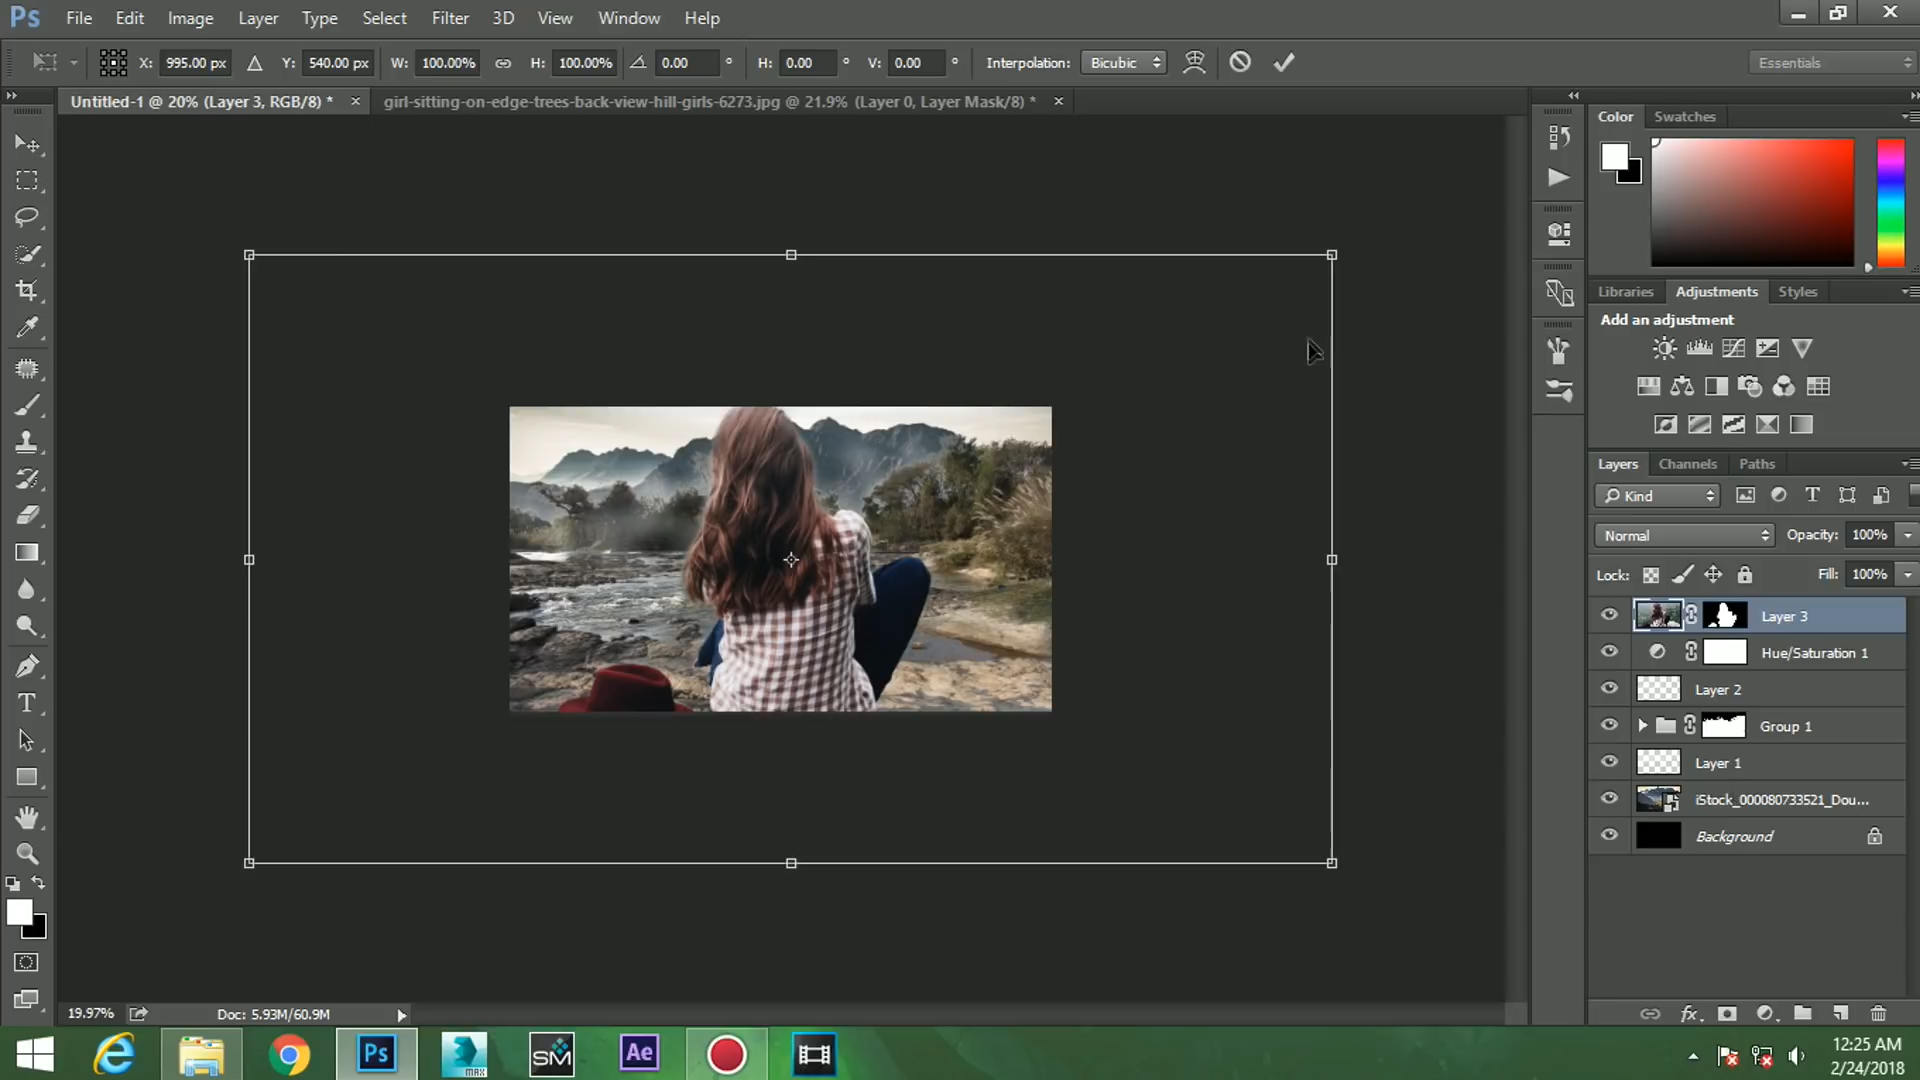 Ps File Edit Image Layer Type Select Filter 3D View Window Help
X: 995.00 px Y: 540.00 px W: 100.00% H: 100.00% 0.00 ° H: 0.00 ° V: 0.00 ° Interpolation: Bicubic Essentials
Untitled-1 @ 20% (Layer 3, RGB/8) * × girl-sitting-on-edge-trees-back-view-hill-girls-6273.jpg @ 21.9% (Layer 0, Layer Mask/8) * ×
Color Swatches
Libraries Adjustments Styles
Add an adjustment
Layers Channels Paths
Kind
Normal Opacity: 100%
Lock: Fill: 100%
Layer 3
Hue/Saturation 1
Layer 2
Group 1
Layer 1
iStock_000080733521_Dou...
Background
fx
19.97% Doc: 5.93M/60.9M
Ps MAX SM Ae
12:25 AM
2/24/2018